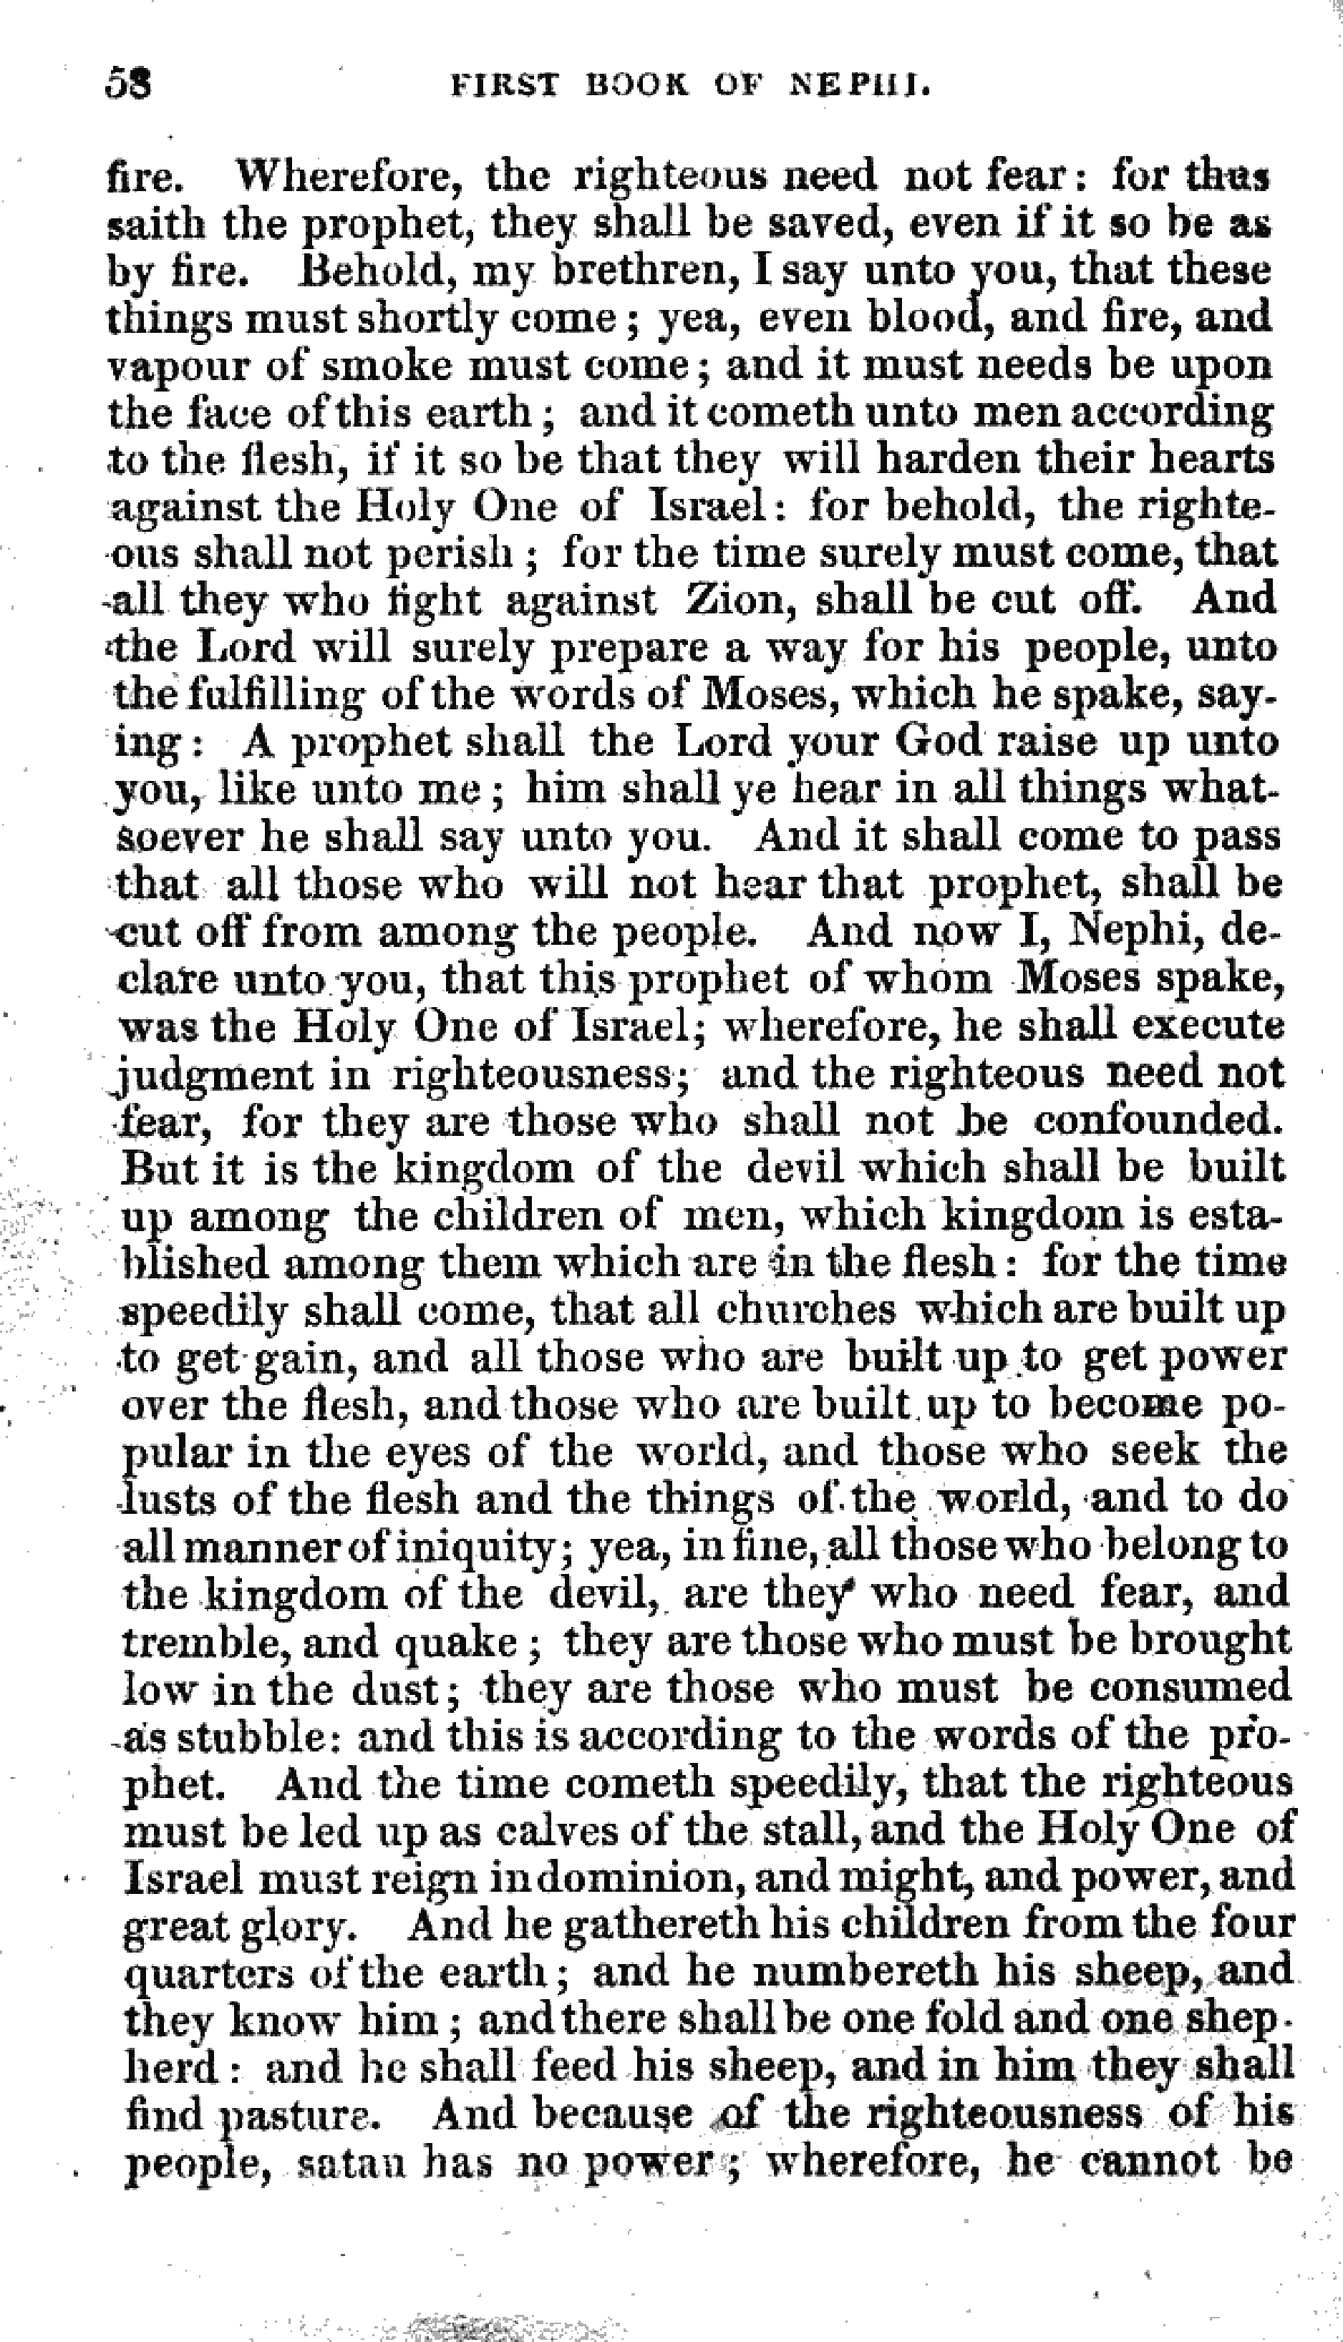 58 FIRST BOOK OF NEPHI.
fire. Wherefore, the righteous need not fear: for thus
saith the prophet, they shall be saved, even if it so be as
by fire. Behold, my brethren, I say unto you, that these
things must shortly come; yea, even blood, and fire, and
vapour of smoke must come; and it must needs be upon
the face of this earth; and it cometh unto men according
to the flesh, if it so be that they will harden their hearts
against the Holy One of Israel: for behold, the righte-
ous shall not perish; for the time surely must come, that
all they who fight against Zion, shall be cut off. And
the Lord will surely prepare a way for his people, unto
the fulfilling of the words of Moses, which he spake, say-
ing: A prophet shall the Lord your God raise up unto
you, like unto me; him shall ye hear in all things what-
soever he shall say unto you. And it shall come to pass
that all those who will not hear that prophet, shall be
cut off from among the people. And now I, Nephi, de-
clare unto you, that this prophet of whom Moses spake,
was the Holy One of Israel; wherefore, he shall execute
judgment in righteousness; and the righteous need not
fear, for they are those who shall not be confounded.
But it is the kingdom of the devil which shall be built
up among the children of men, which kingdom is esta-
blished among them which are in the flesh: for the time
speedily shall come, that all churches which are built up
to get gain, and all those who are built up to get power
over the flesh, and those who are built up to become po-
pular in the eyes of the world, and those who seek the
lusts of the flesh and the things of the world, and to do
all manner of iniquity; yea, in fine, all those who belong to
the kingdom of the devil, are they who need fear, and
tremble, and quake; they are those who must be brought
low in the dust; they are those who must be consumed
as stubble: and this is according to the words of the pro-
phet. And the time cometh speedily, that the righteous
must be led up as calves of the stall, and the Holy One of
Israel must reign in dominion, and might, and power, and
great glory. And he gathereth his children from the four
quarters of the earth; and he numbereth his sheep, and
they know him; and there shall be one fold and one shep-
herd: and he shall feed his sheep, and in him they shall
find pasture. And because of the righteousness of his
people, satan has no power; wherefore, he cannot be